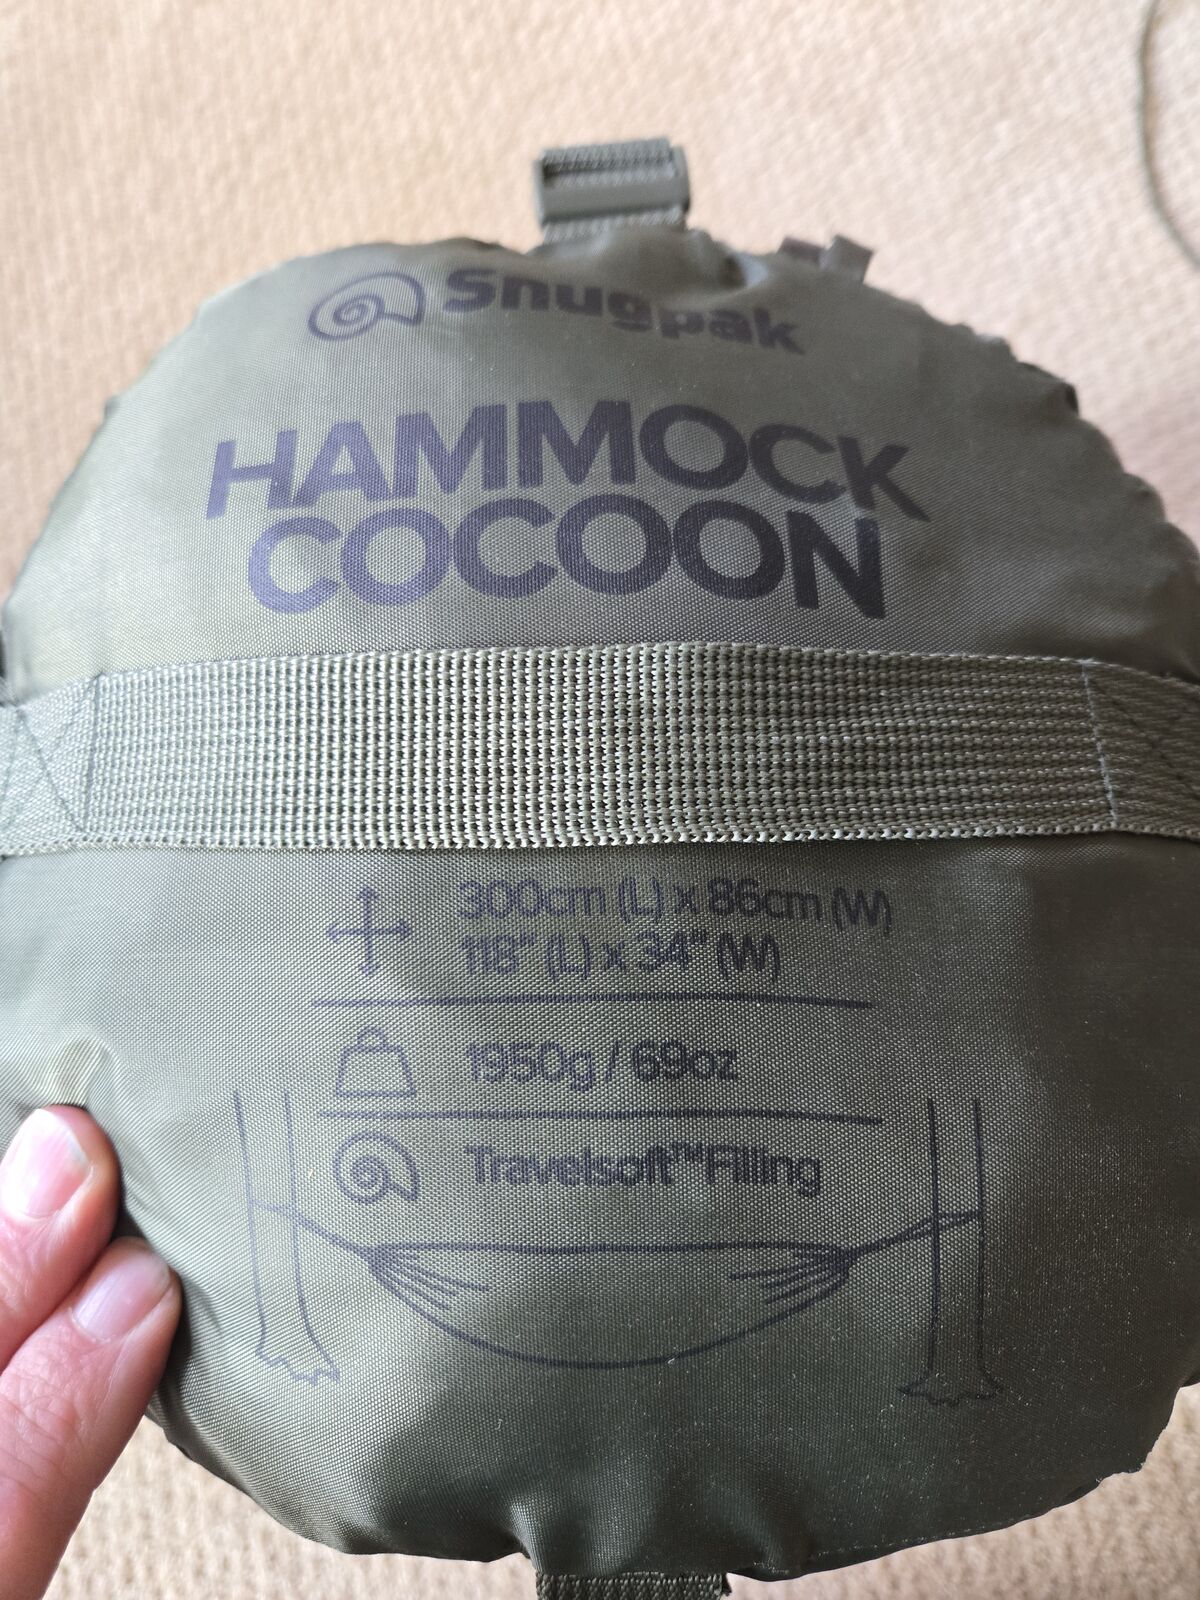 Snugpak
HAMMOCK
COCOON
300cm (L) x 86cm (W)
118" (L) x 34" (W)
1950g / 69oz
Travelsoft™ Filling